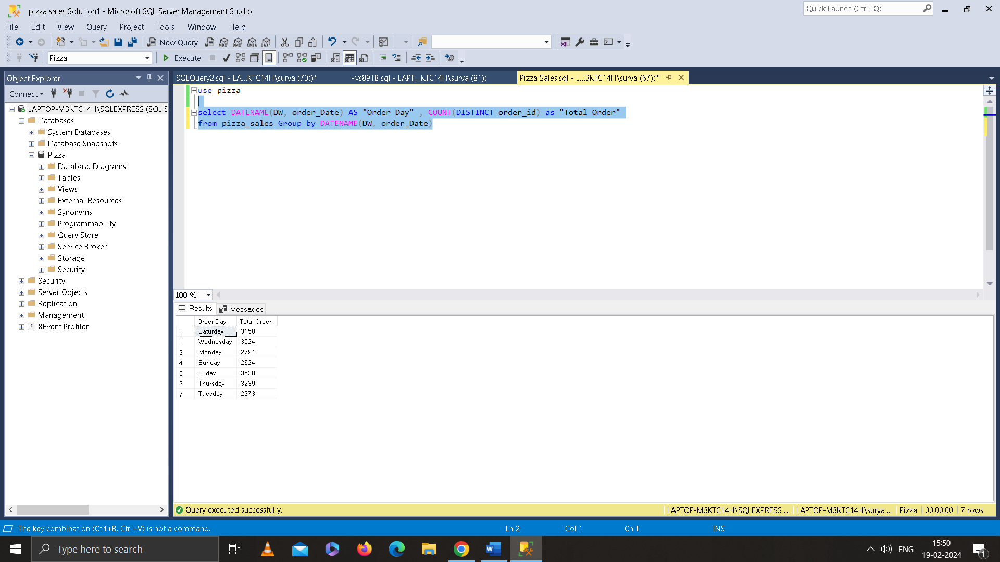 pizza sales Solution1 - Microsoft SQL Server Management Studio
Quick Launch (Ctrl+Q)
File Edit View Query Project Tools Window Help
New Query MDX DMX XMLA DAX
Pizza Execute
Object Explorer
SQLQuery2.sql - LA...KTC14H\surya (70))* ~vs891B.sql - LAPT...KTC14H\surya (81)) Pizza Sales.sql - L...3KTC14H\surya (67))*
Connect
use pizza
select DATENAME(DW, order_Date) AS "Order Day" , COUNT(DISTINCT order_id) as "Total Order"
from pizza_sales Group by DATENAME(DW, order_Date)
LAPTOP-M3KTC14H\SQLEXPRESS (SQL S
Databases
System Databases
Database Snapshots
Pizza
Database Diagrams
Tables
Views
External Resources
Synonyms
Programmability
Query Store
Service Broker
Storage
Security
Security
Server Objects
Replication
Management
XEvent Profiler
100 %
Results Messages
Order Day Total Order
1 Saturday 3158
2 Wednesday 3024
3 Monday 2794
4 Sunday 2624
5 Friday 3538
6 Thursday 3239
7 Tuesday 2973
Query executed successfully. LAPTOP-M3KTC14H\SQLEXPRESS ... LAPTOP-M3KTC14H\surya ... Pizza 00:00:00 7 rows
The key combination (Ctrl+B, Ctrl+V) is not a command. Ln 2 Col 1 Ch 1 INS
Type here to search
ENG
15:50
19-02-2024
1